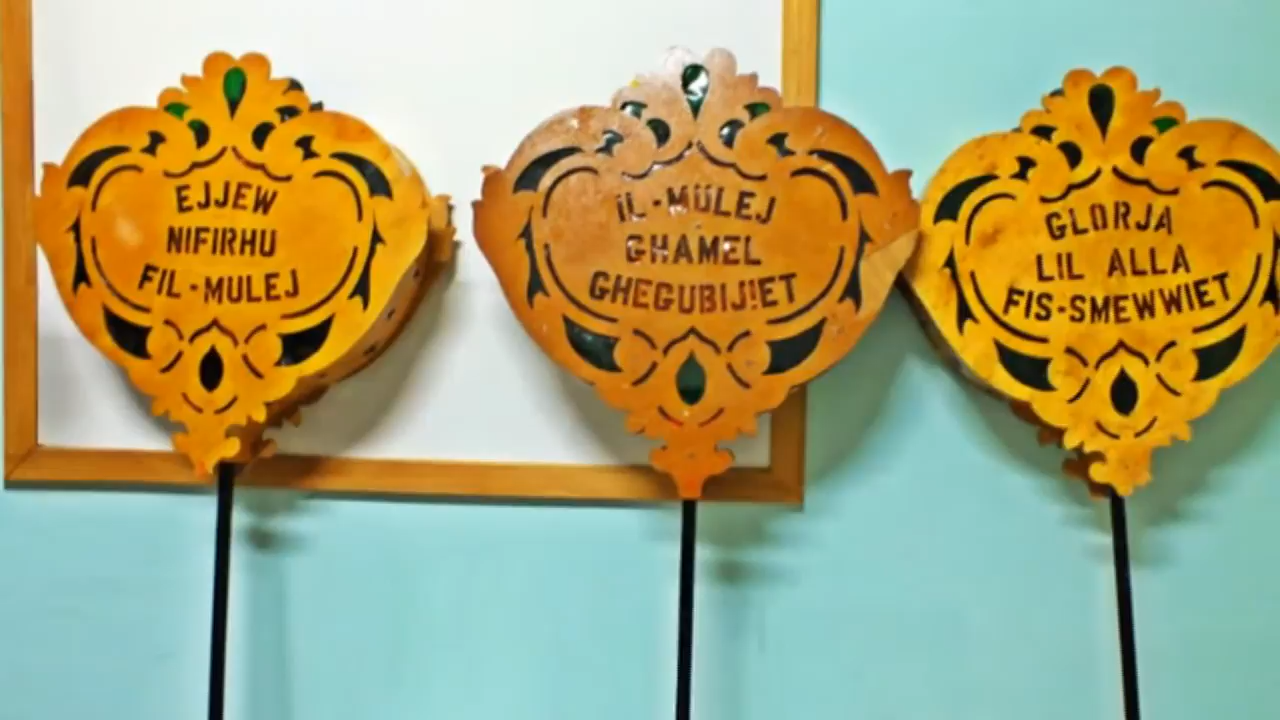 EJJEW
NIFIRHU
FIL-MULEJ
IL-MULEJ
GHAMEL
GHEGUBIJIET
GLORJA
LIL ALLA
FIS-SMEWWIET